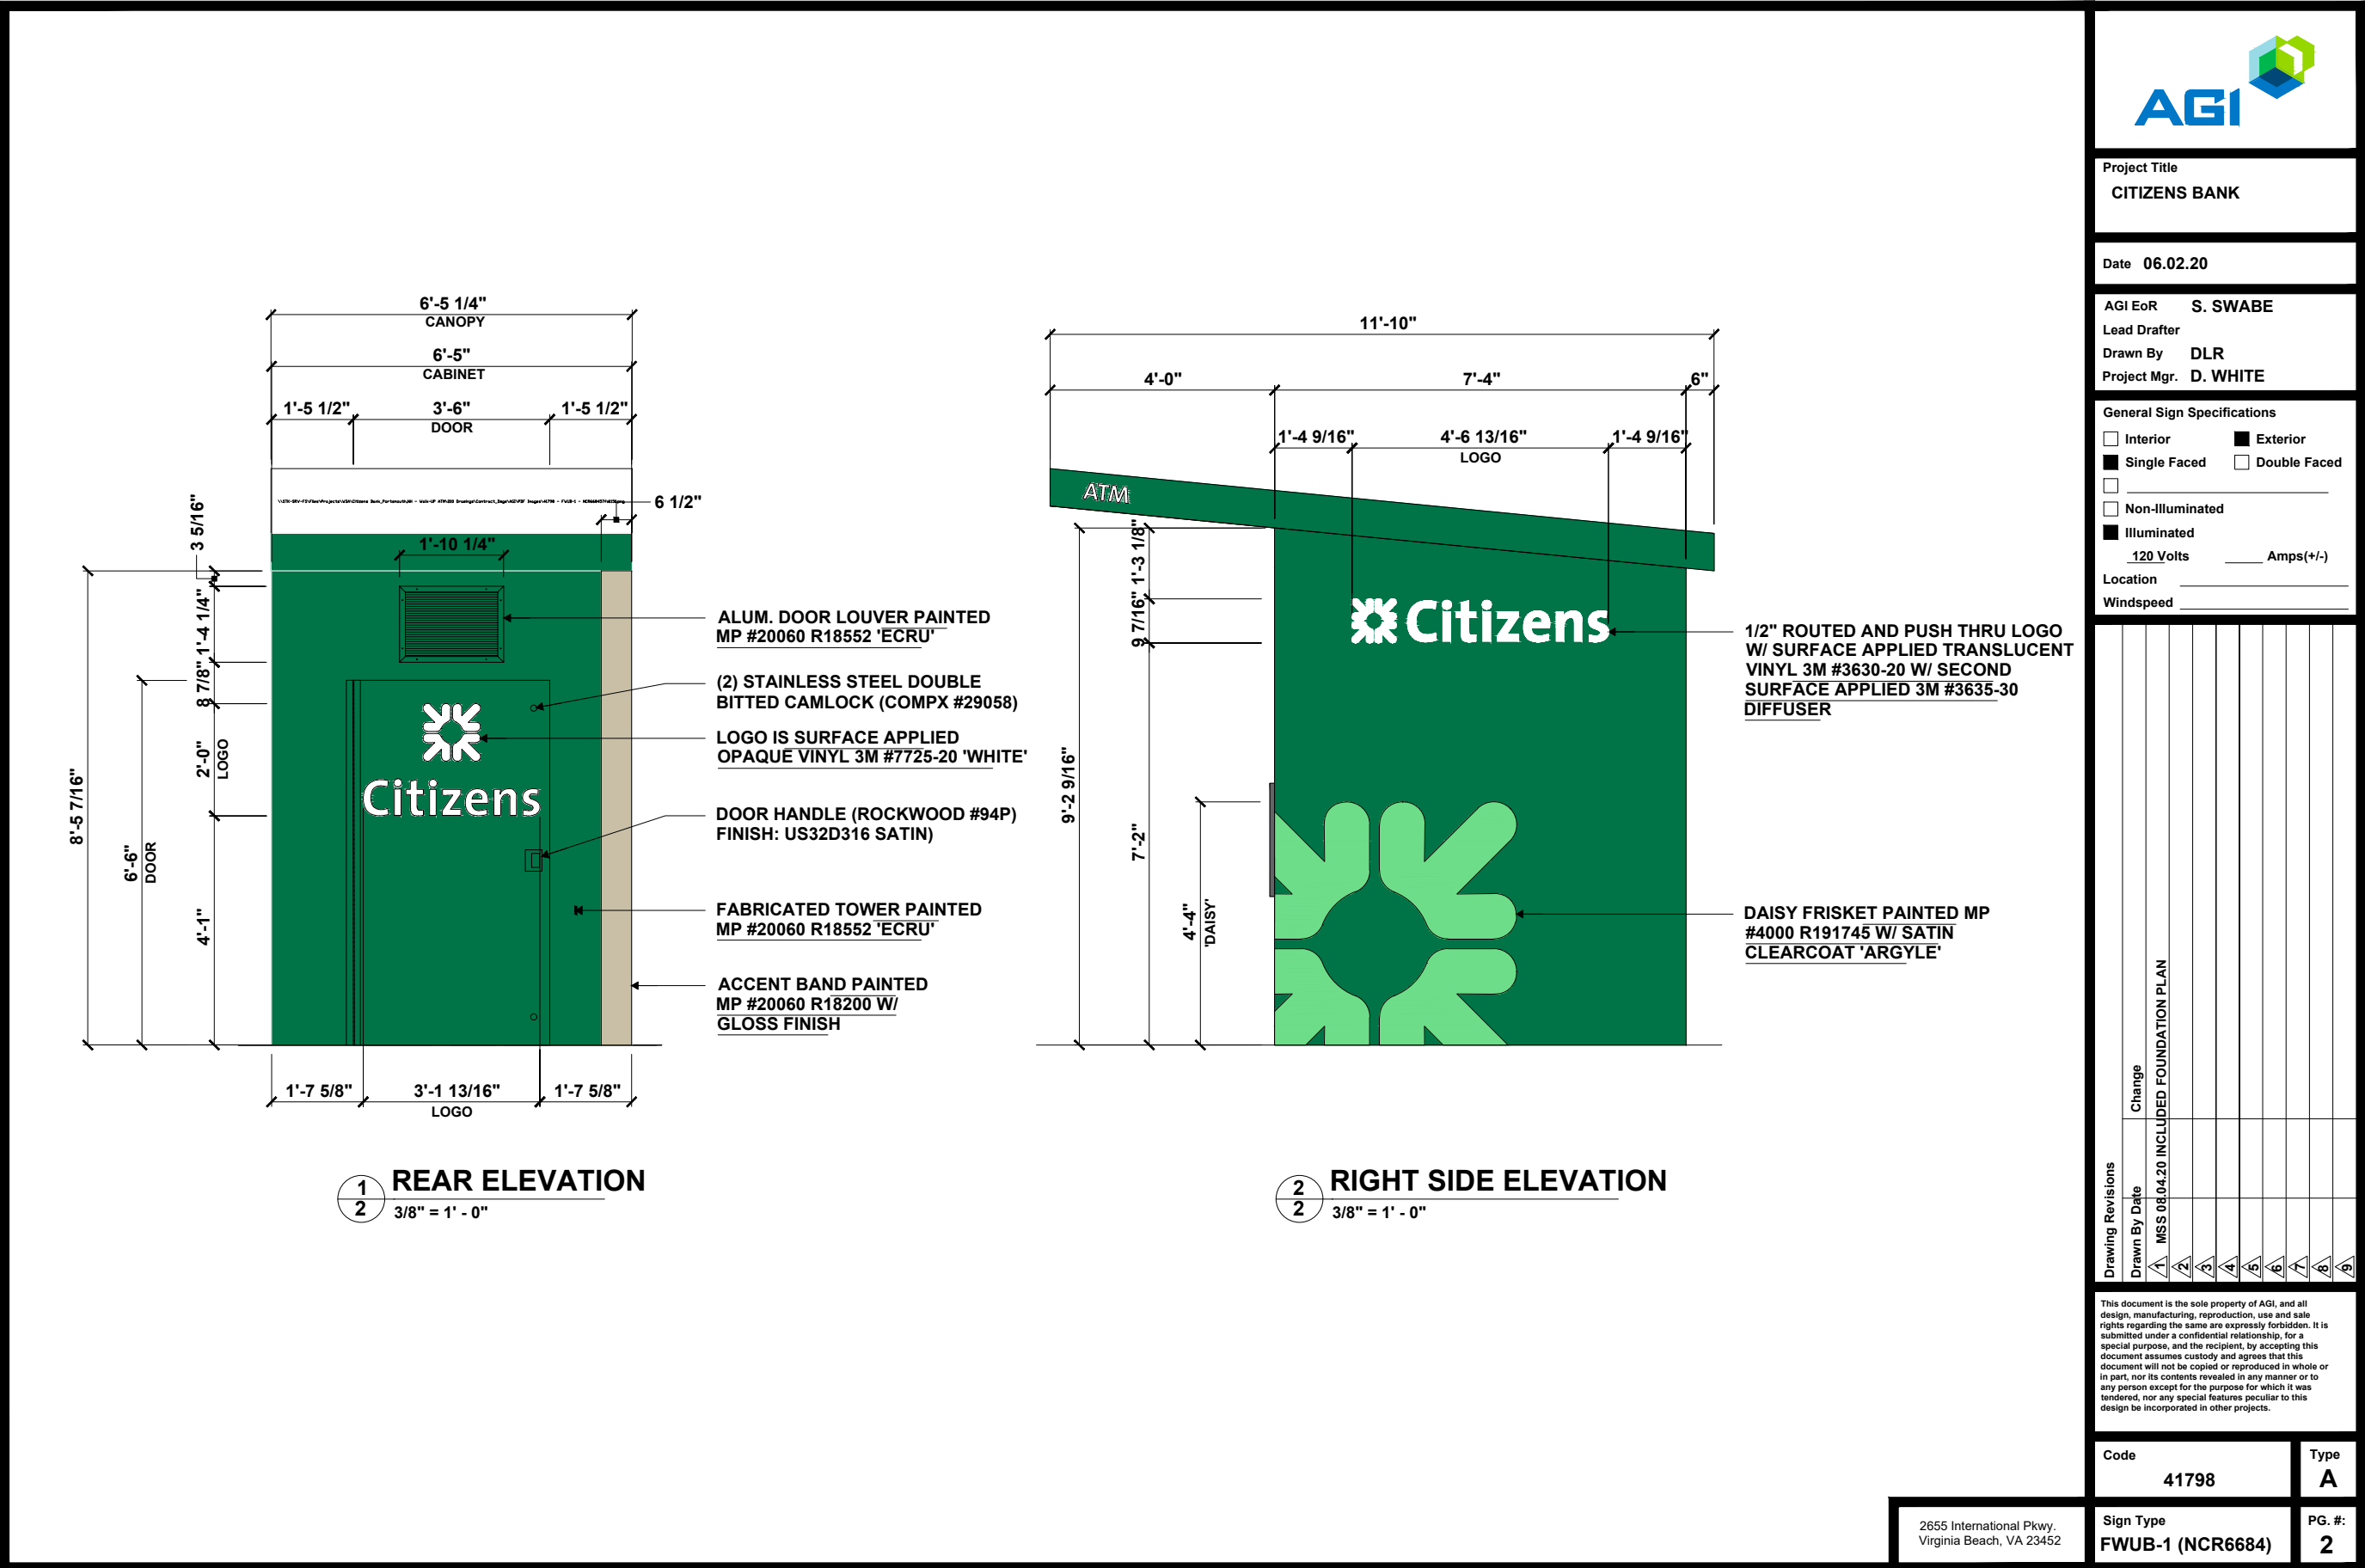 6'-5 1/4"
CANOPY
6'-5"
CABINET
1'-5 1/2"
3'-6"
DOOR
1'-5 1/2"
6 1/2"
3 5/16"
1'-10 1/4"
1'-4 1/4"
8 7/8"
2'-0"
LOGO
8'-5 7/16"
6'-6"
DOOR
4'-1"
Citizens
ALUM. DOOR LOUVER PAINTED
MP #20060 R18552 'ECRU'
(2) STAINLESS STEEL DOUBLE
BITTED CAMLOCK (COMPX #29058)
LOGO IS SURFACE APPLIED
OPAQUE VINYL 3M #7725-20 'WHITE'
DOOR HANDLE (ROCKWOOD #94P)
FINISH: US32D316 SATIN)
FABRICATED TOWER PAINTED
MP #20060 R18552 'ECRU'
ACCENT BAND PAINTED
MP #20060 R18200 W/
GLOSS FINISH
1'-7 5/8"
3'-1 13/16"
LOGO
1'-7 5/8"
1
2
REAR ELEVATION
3/8" = 1' - 0"
11'-10"
4'-0"
7'-4"
6"
1'-4 9/16"
4'-6 13/16"
LOGO
1'-4 9/16"
ATM
1'-3 1/8"
9 7/16"
Citizens
9'-2 9/16"
7'-2"
4'-4"
'DAISY'
1/2" ROUTED AND PUSH THRU LOGO
W/ SURFACE APPLIED TRANSLUCENT
VINYL 3M #3630-20 W/ SECOND
SURFACE APPLIED 3M #3635-30
DIFFUSER
DAISY FRISKET PAINTED MP
#4000 R191745 W/ SATIN
CLEARCOAT 'ARGYLE'
2
2
RIGHT SIDE ELEVATION
3/8" = 1' - 0"
AGI
Project Title
CITIZENS BANK
Date 06.02.20
AGI EoR S. SWABE
Lead Drafter
Drawn By DLR
Project Mgr. D. WHITE
General Sign Specifications
Interior Exterior
Single Faced Double Faced
Non-Illuminated
Illuminated
120 Volts Amps(+/-)
Location
Windspeed
Drawing Revisions
Drawn By Date Change
1 MSS 08.04.20 INCLUDED FOUNDATION PLAN
2
3
4
5
6
7
8
9
This document is the sole property of AGI, and all
design, manufacturing, reproduction, use and sale
rights regarding the same are expressly forbidden. It is
submitted under a confidential relationship, for a
special purpose, and the recipient, by accepting this
document assumes custody and agrees that this
document will not be copied or reproduced in whole or
in part, nor its contents revealed in any manner or to
any person except for the purpose for which it was
tendered, nor any special features peculiar to this
design be incorporated in other projects.
Code
41798
Type
A
2655 International Pkwy.
Virginia Beach, VA 23452
Sign Type
FWUB-1 (NCR6684)
PG. #:
2